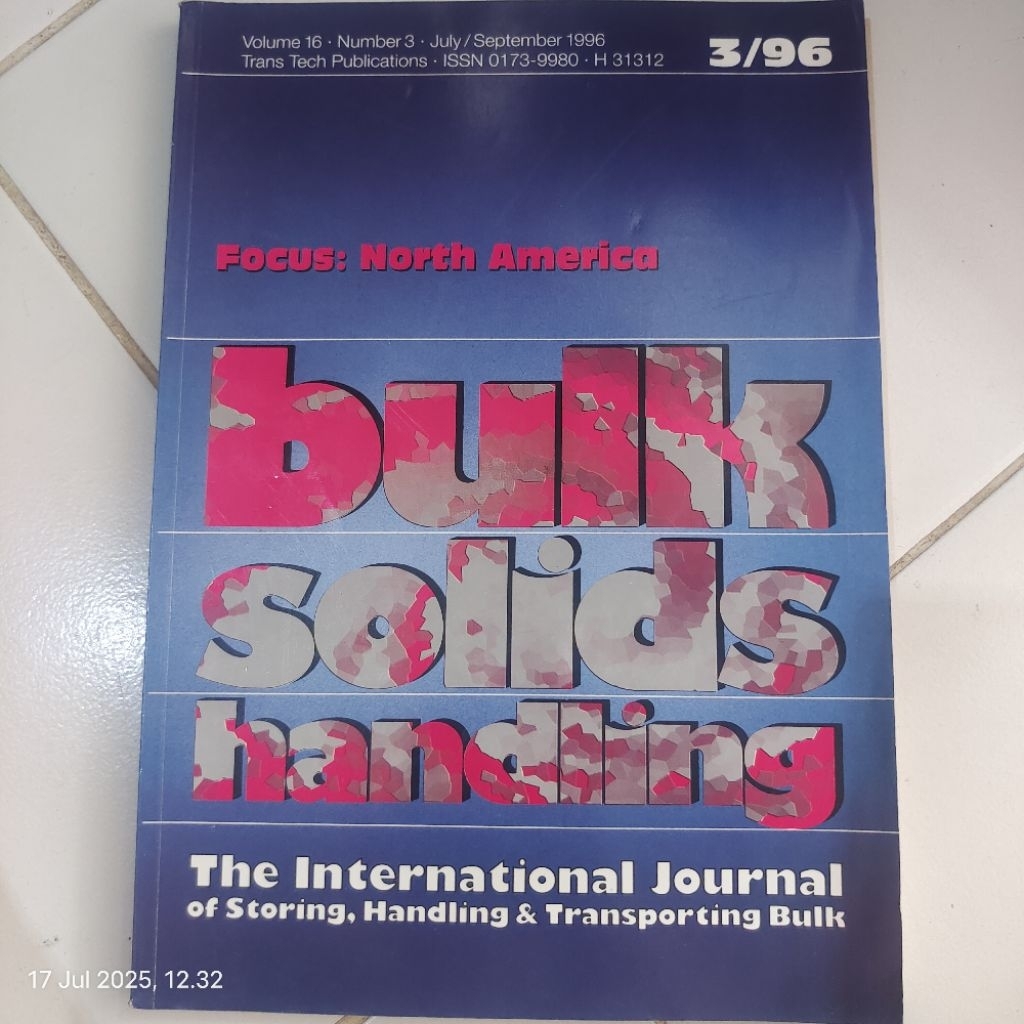 Volume 16 · Number 3 · July / September 1996
Trans Tech Publications · ISSN 0173-9980 · H 31312
3/96
Focus: North America
bulk
solids
handling
The International Journal
of Storing, Handling & Transporting Bulk
17 Jul 2025, 12.32